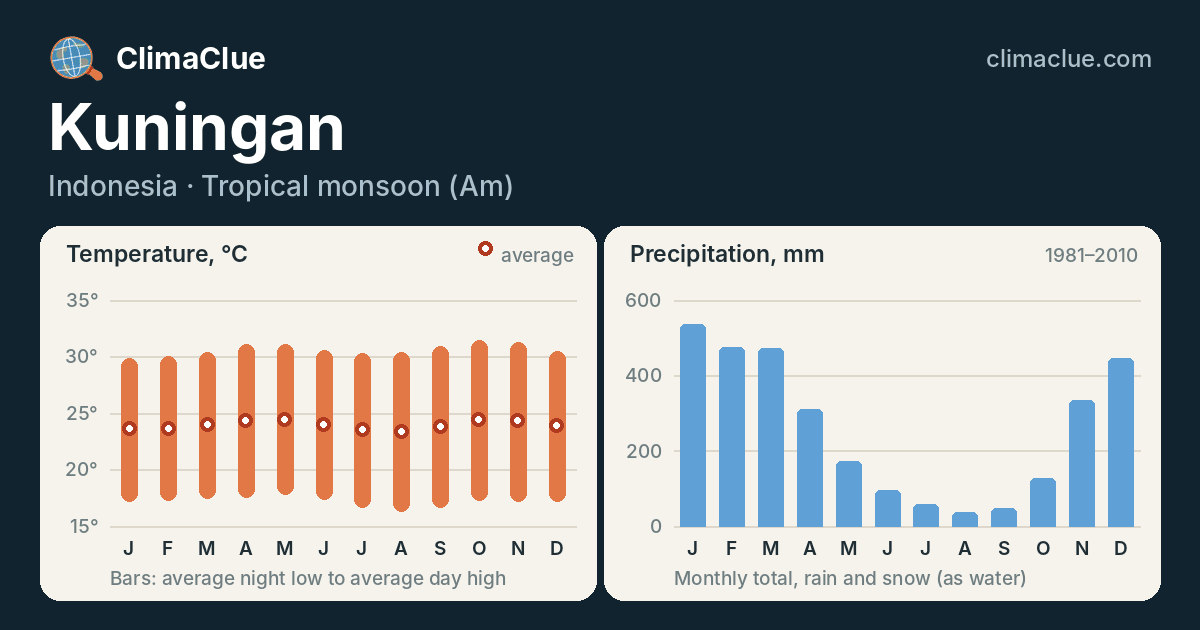 ClimaClue
climaclue.com
Kuningan
Indonesia · Tropical monsoon (Am)
Temperature, °C
average
35°
30°
25°
20°
15°
J F M A M J J A S O N D
Bars: average night low to average day high
Precipitation, mm
1981–2010
600
400
200
0
J F M A M J J A S O N D
Monthly total, rain and snow (as water)